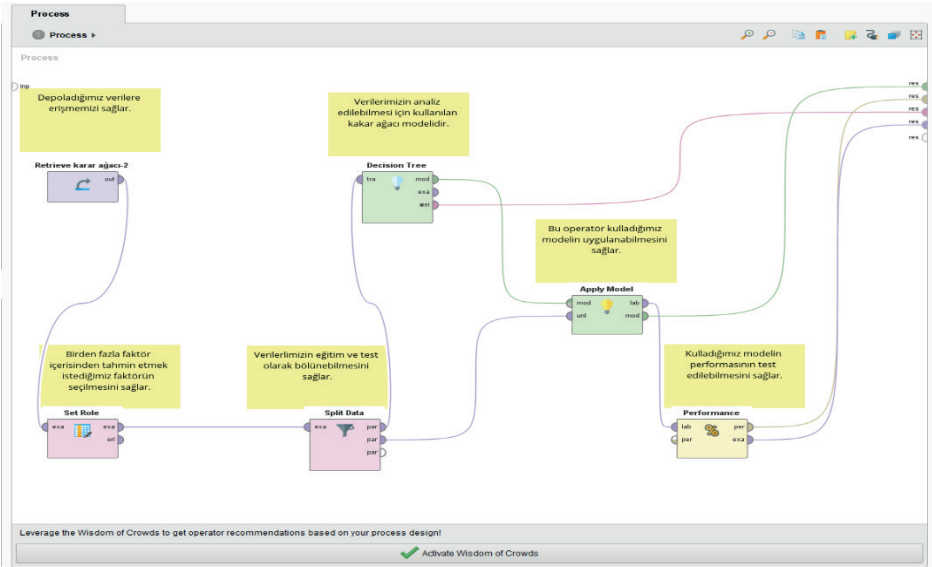 Process
Process
Process
inp
Depoladığımız verilere
erişmemizi sağlar.
Verilerimizin analiz
edilebilmesi için kullanılan
kakar ağacı modelidir.
res
res
res
res
res
Retrieve karar ağacı-2
out
Decision Tree
tra
mod
exa
wei
Bu operatör kulladığımız
modelin uygulanabilmesini
sağlar.
Apply Model
mod
lab
unl
mod
Birden fazla faktör
içerisinden tahmin etmek
istediğimiz faktörün
seçilmesini sağlar.
Verilerlimizin eğitim ve test
olarak bölünebilmesini
sağlar.
Kulladığımız modelin
performasının test
edilebilmesini sağlar.
Set Role
exa
exa
ori
Split Data
exa
par
par
par
Performance
lab
per
per
exa
Leverage the Wisdom of Crowds to get operator recommendations based on your process design!
Activate Wisdom of Crowds